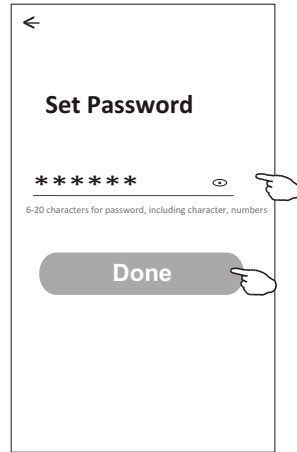 Set Password
******
6-20 characters for password, including character, numbers
Done